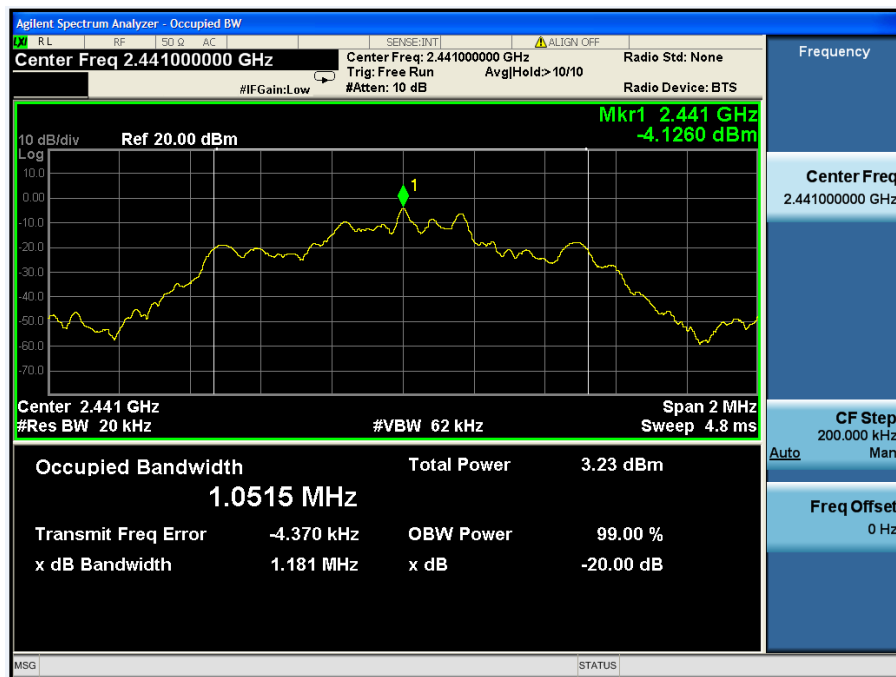 Agilent Spectrum Analyzer - Occupied BW
LXI RL RF 50 Ω AC SENSE:INT ALIGN OFF
Center Freq 2.441000000 GHz
Center Freq: 2.441000000 GHz
Radio Std: None
Trig: Free Run Avg|Hold:>10/10
#IFGain:Low
#Atten: 10 dB
Radio Device: BTS
Mkr1 2.441 GHz
-4.1260 dBm
10 dB/div Ref 20.00 dBm
Log
10.0
0.00
1
-10.0
-20.0
-30.0
-40.0
-50.0
-60.0
-70.0
Center 2.441 GHz Span 2 MHz
#Res BW 20 kHz #VBW 62 kHz Sweep 4.8 ms
Occupied Bandwidth Total Power 3.23 dBm
1.0515 MHz
Transmit Freq Error -4.370 kHz OBW Power 99.00 %
x dB Bandwidth 1.181 MHz x dB -20.00 dB
MSG STATUS
Frequency
Center Freq
2.441000000 GHz
CF Step
200.000 kHz
Auto Man
Freq Offset
0 Hz